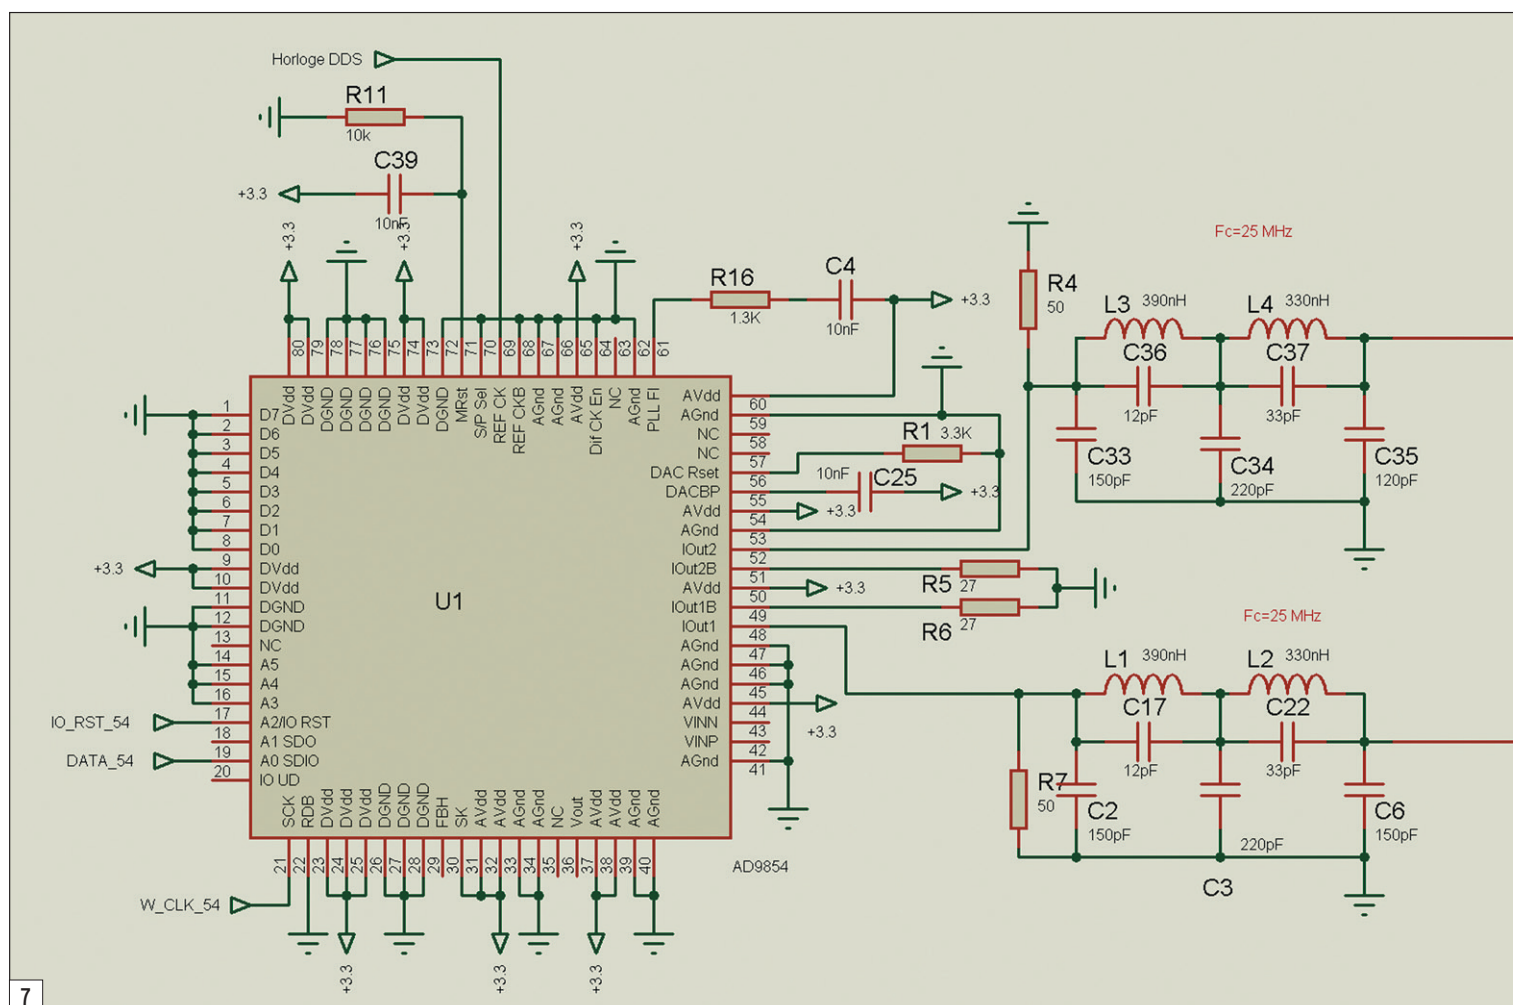 Horloge DDS
R11
10k
C39
+3.3
10nF
+3.3
+3.3
+3.3
R16
1.3K
C4
10nF
+3.3
R4
50
Fc=25 MHz
L3 390nH
L4 330nH
C36
12pF
C37
33pF
C33
150pF
C34
220pF
C35
120pF
80 79 78 77 76 75 74 73 72 71 70 69 68 67 66 65 64 63 62 61
DVdd DVdd DGND DGND DGND DGND DVdd DVdd DGND MRst S/P Sel REF CK REF CKB AGnd AGnd AVdd Dif CK En NC AGnd PLL Fl
1 D7
2 D6
3 D5
4 D4
5 D3
6 D2
7 D1
8 D0
+3.3
9 DVdd
10 DVdd
11 DGND
12 DGND
13 NC
14 A5
15 A4
16 A3
IO_RST_54
17 A2/IO RST
18 A1 SDO
DATA_54
19 A0 SDIO
20 IO UD
U1
AVdd 60
AGnd 59
NC 58
NC 57
DAC Rset 56
DACBP 55
AVdd 54
AGnd 53
IOut2 52
IOut2B 51
AVdd 50
IOut1B 49
IOut1 48
AGnd 47
AGnd 46
AGnd 45
AVdd 44
VINN 43
VINP 42
AGnd 41
R1 3.3K
10nF C25
+3.3
+3.3
R5
27
+3.3
R6
27
+3.3
Fc=25 MHz
L1 390nH
L2 330nH
C17
12pF
C22
33pF
R7
50
C2
150pF
220pF
C3
C6
150pF
SCK RDB DVdd DVdd DVdd DGND DGND DGND FBH SK AVdd AVdd AGnd AGnd NC Vout AVdd AVdd AGnd AGnd
21 22 23 24 25 26 27 28 29 30 31 32 33 34 35 36 37 38 39 40
AD9854
W_CLK_54
+3.3
+3.3
+3.3
7